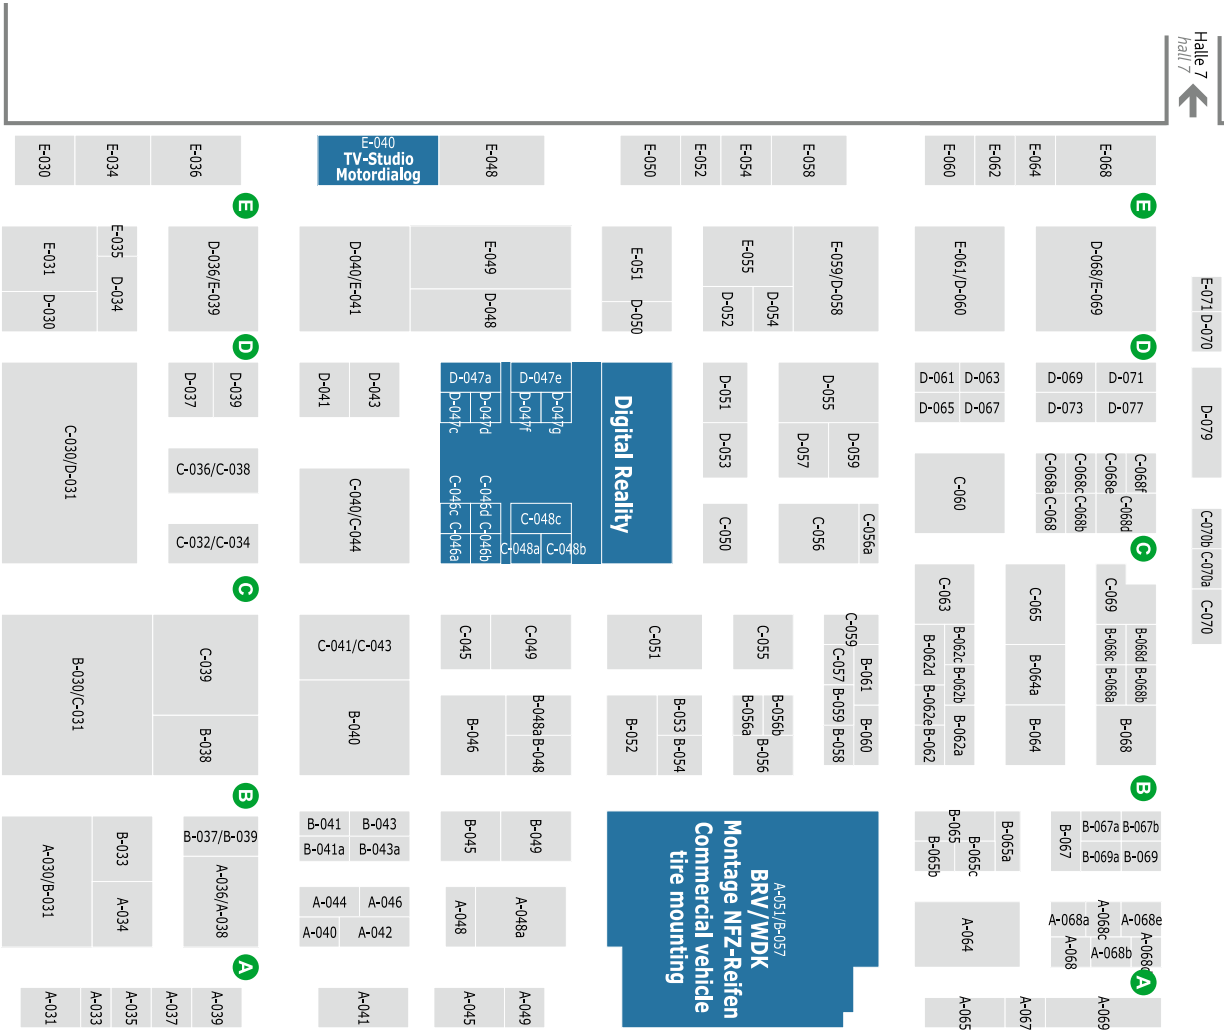 Halle 7
hall 7
E-030
E-034
E-036
E-040
TV-Studio
Motordialog
E-048
E-050
E-052
E-054
E-058
E-060
E-062
E-064
E-068
E
E
E-031
D-030
E-035
D-034
D-036/E-039
D-040/E-041
E-049
D-048
E-051
D-050
E-055
D-052
D-054
E-059/D-058
E-061/D-060
D-068/E-069
E-071
D-070
D
D
C-030/D-031
D-037
D-039
D-041
D-043
D-047a
D-047e
D-047c
D-047d
D-047f
D-047g
Digital Reality
D-051
D-053
D-055
D-057
D-059
D-061
D-063
D-065
D-067
D-069
D-071
D-073
D-077
D-079
C-036/C-038
C-032/C-034
C-040/C-044
C-046c
C-046d
C-046a
C-046b
C-048c
C-048a
C-048b
C-050
C-056
C-056a
C-060
C-068a
C-068c
C-068e
C-068f
C-068
C-068b
C-068d
C-070b
C-070a
C-070
C
C
B-030/C-031
C-039
B-038
C-041/C-043
B-040
C-045
C-049
C-051
C-055
C-059
C-057
B-061
B-059
B-058
B-060
C-063
B-062d
B-062c
B-062b
B-062e
B-062
B-062a
C-065
B-064a
B-064
C-069
B-068c
B-068d
B-068a
B-068b
B-068
B-046
B-048a
B-048
B-052
B-053
B-054
B-056a
B-056b
B-056
B
B
A-030/B-031
B-033
A-034
B-037/B-039
A-036/A-038
B-041
B-043
B-041a
B-043a
A-044
A-046
A-040
A-042
B-045
B-049
A-048
A-048a
A-051/B-057
BRV/WDK
Montage NFZ-Reifen
Commercial vehicle
tire mounting
B-065
B-065a
B-065b
B-065c
B-067
B-067a
B-067b
B-069a
B-069
A-064
A-068a
A-068c
A-068e
A-068
A-068b
A
A
A-031
A-033
A-035
A-037
A-039
A-041
A-045
A-049
A-065
A-067
A-069